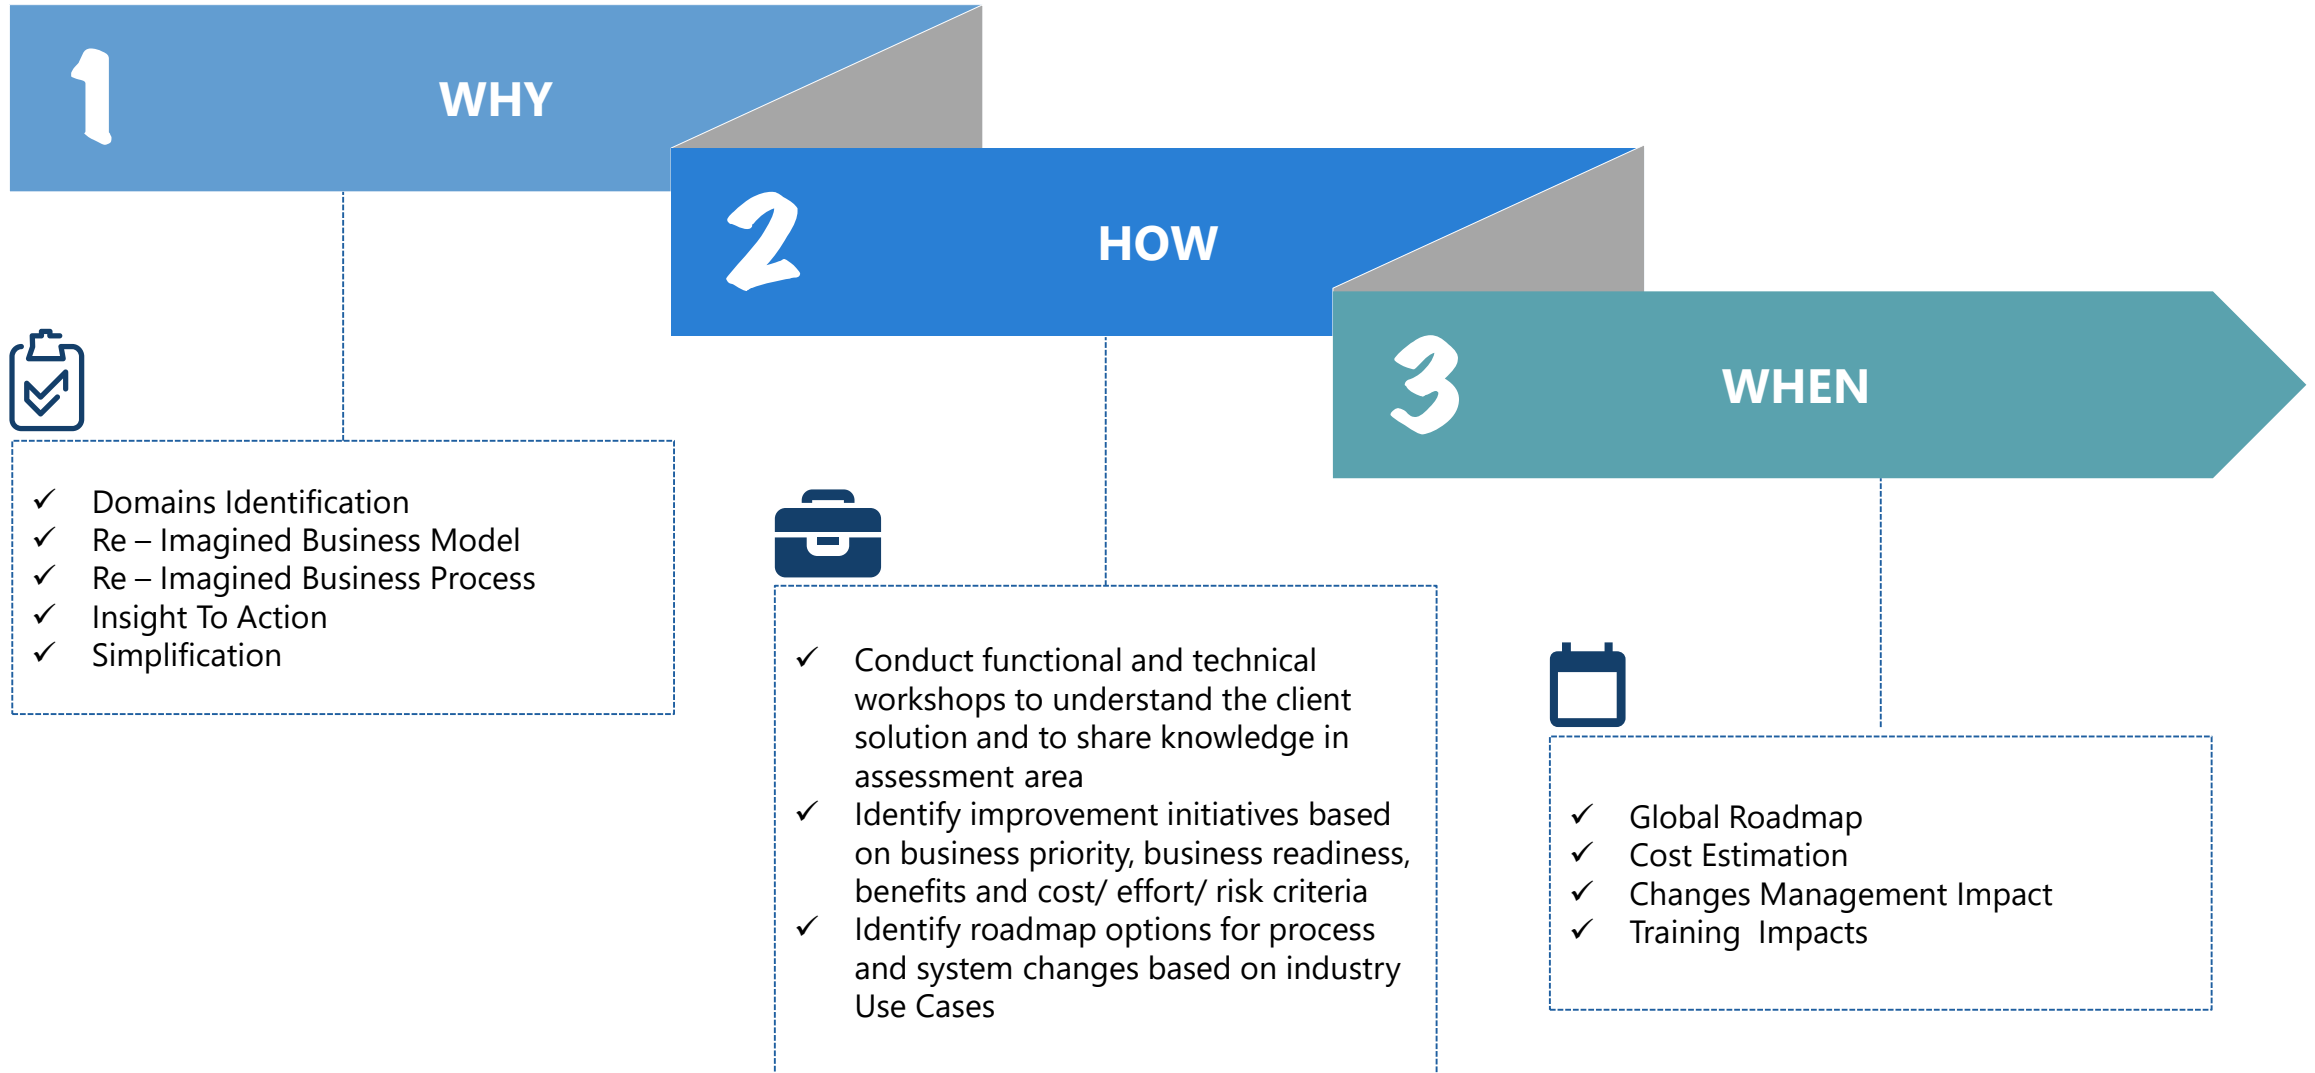 1
WHY
2
HOW
3
WHEN
✓ Domains Identification
✓ Re – Imagined Business Model
✓ Re – Imagined Business Process
✓ Insight To Action
✓ Simplification
✓ Conduct functional and technical
workshops to understand the client
solution and to share knowledge in
assessment area
✓ Identify improvement initiatives based
on business priority, business readiness,
benefits and cost/ effort/ risk criteria
✓ Identify roadmap options for process
and system changes based on industry
Use Cases
✓ Global Roadmap
✓ Cost Estimation
✓ Changes Management Impact
✓ Training  Impacts